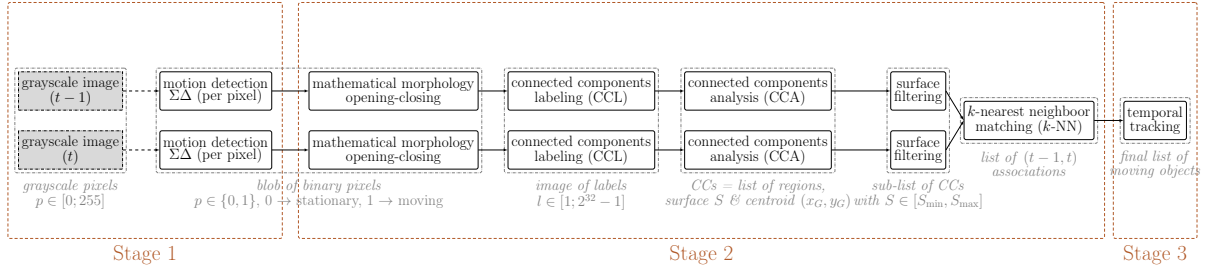 grayscale image
(t − 1)
motion detection
ΣΔ (per pixel)
mathematical morphology
opening-closing
connected components
labeling (CCL)
connected components
analysis (CCA)
surface
filtering
k-nearest neighboor
matching (k-NN)
temporal
tracking
grayscale image
(t)
motion detection
ΣΔ (per pixel)
mathematical morphology
opening-closing
connected components
labeling (CCL)
connected components
analysis (CCA)
surface
filtering
list of (t − 1, t)
associations
final list of
moving objects
grayscale pixels
p ∈ [0; 255]
blob of binary pixels
p ∈ {0, 1}, 0 → stationary, 1 → moving
image of labels
l ∈ [1; 2^32 − 1]
CCs = list of regions,
surface S & centroid (x_G, y_G)
sub-list of CCs
with S ∈ [S_min, S_max]
Stage 1
Stage 2
Stage 3